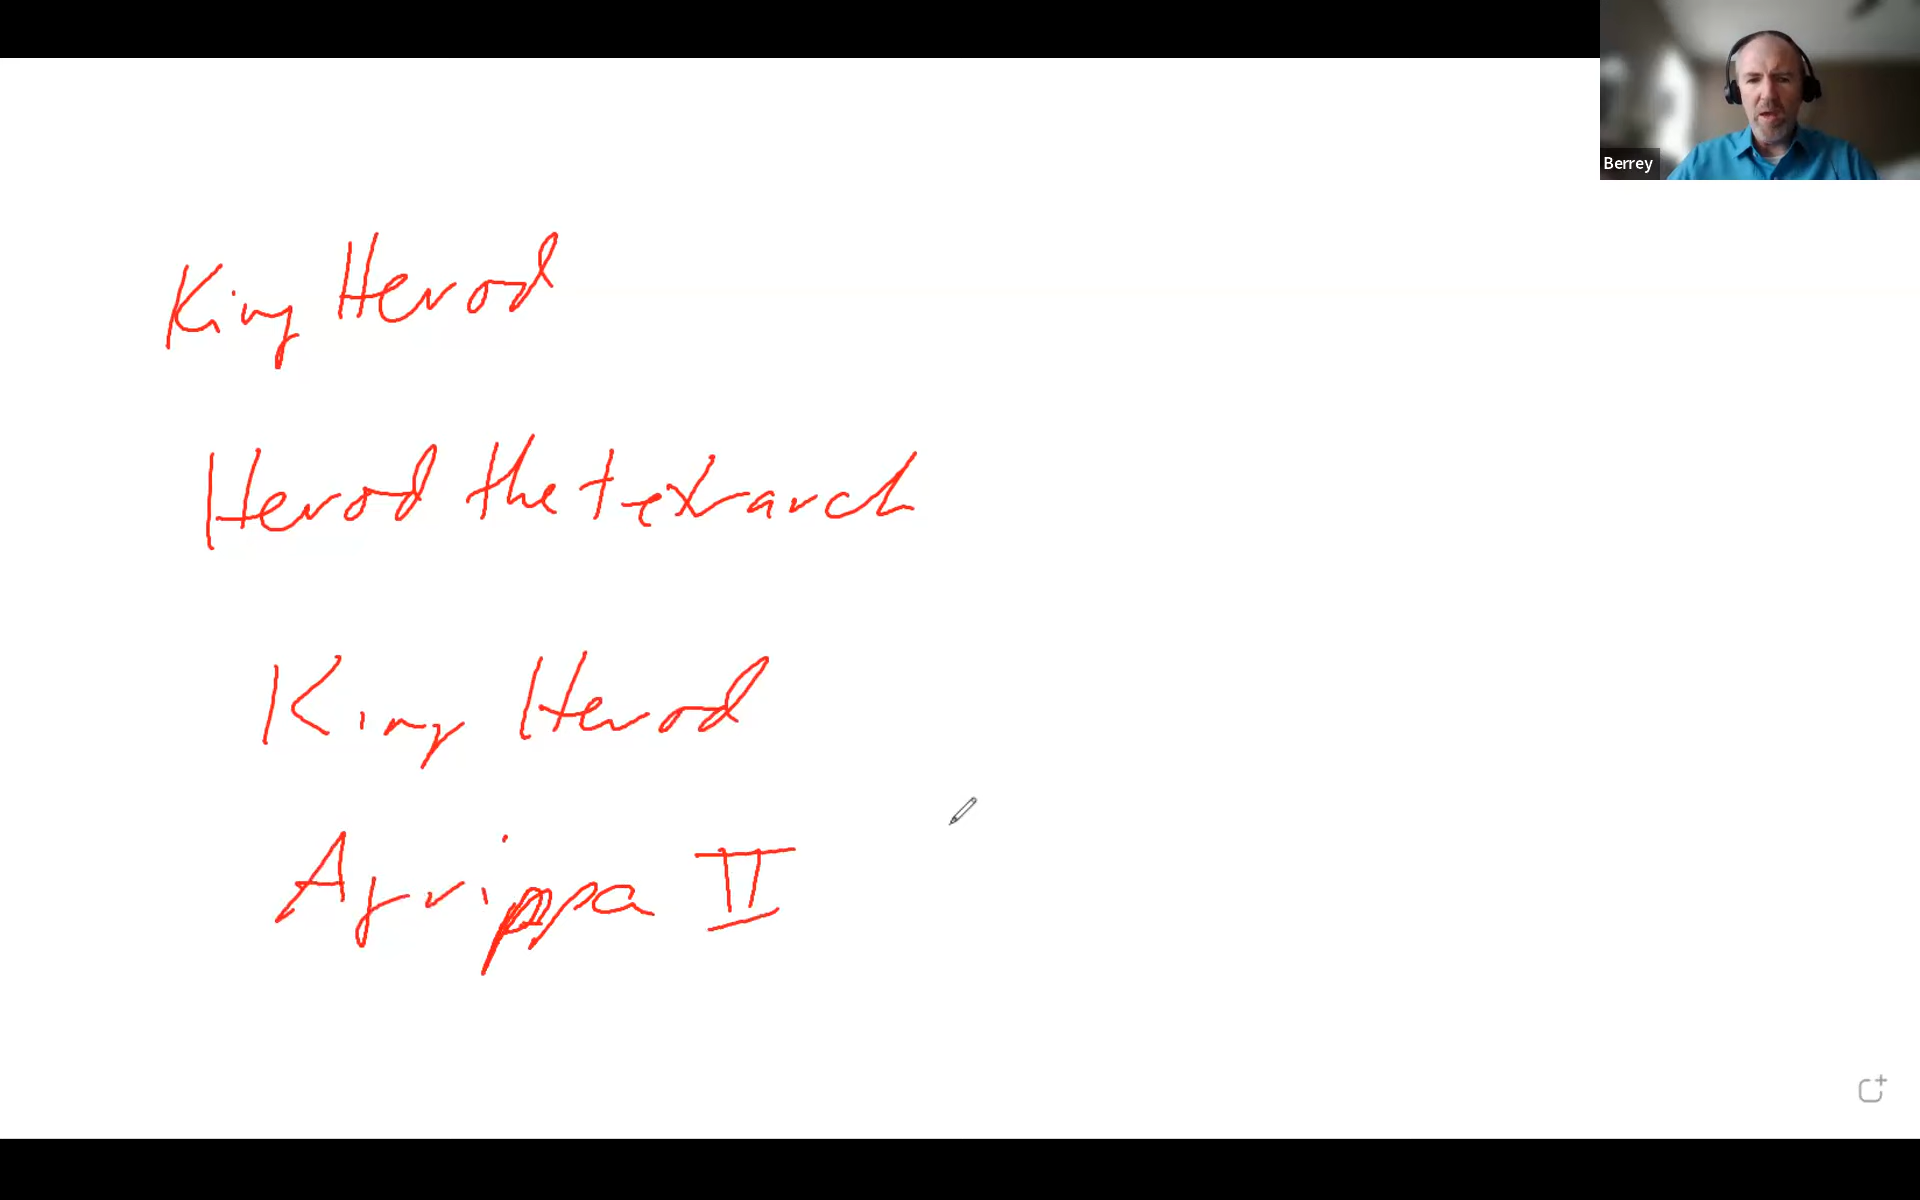 Berrey
King Herod
Herod the tetrarch
King Herod
Agrippa II